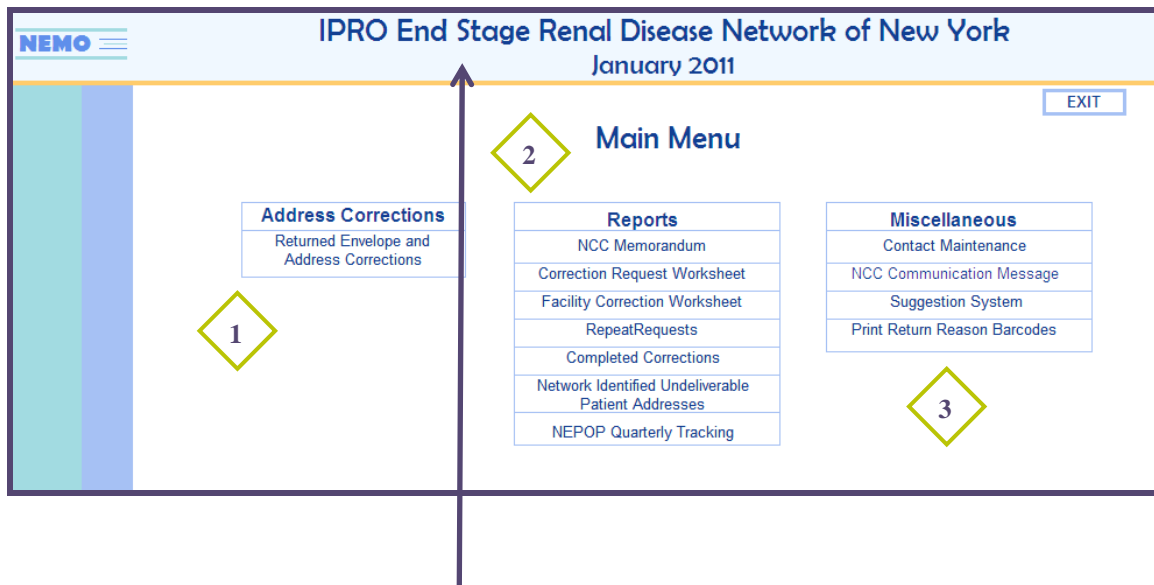 NEMO
IPRO End Stage Renal Disease Network of New York
January 2011
EXIT
Main Menu
2
Address Corrections
Returned Envelope and
Address Corrections
1
Reports
NCC Memorandum
Correction Request Worksheet
Facility Correction Worksheet
RepeatRequests
Completed Corrections
Network Identified Undeliverable
Patient Addresses
NEPOP Quarterly Tracking
Miscellaneous
Contact Maintenance
NCC Communication Message
Suggestion System
Print Return Reason Barcodes
3